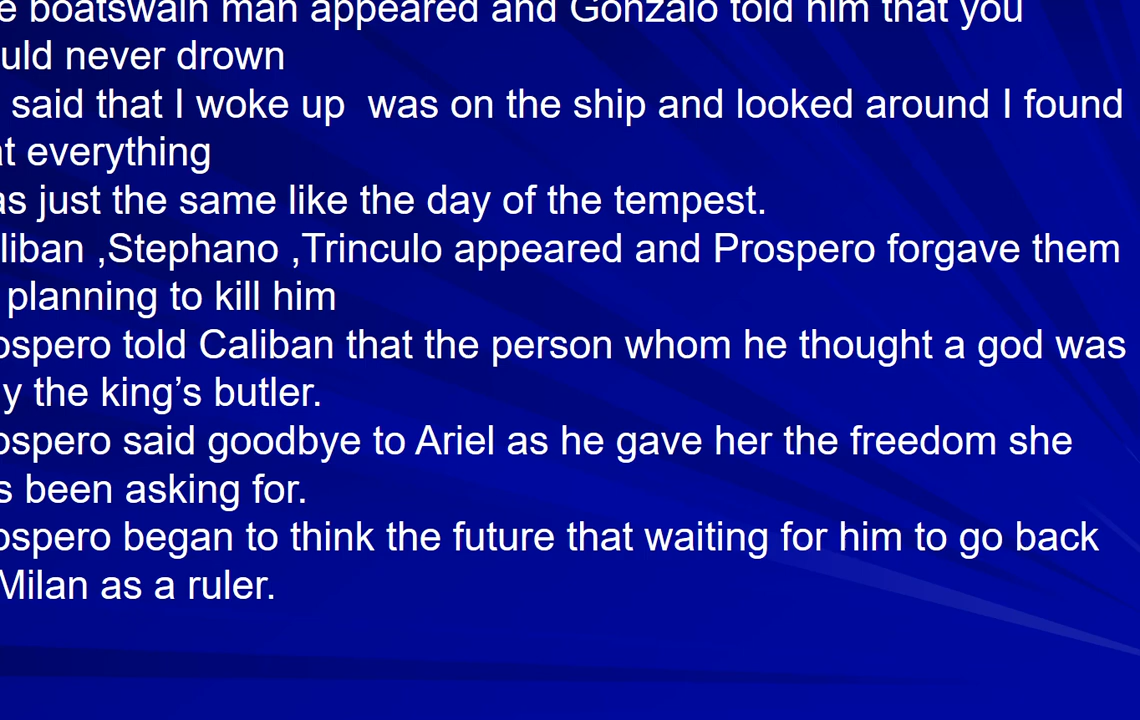 e boatswain man appeared and Gonzalo told him that you
uld never drown
said that I woke up  was on the ship and looked around I found
at everything
as just the same like the day of the tempest.
liban ,Stephano ,Trinculo appeared and Prospero forgave them
planning to kill him
ospero told Caliban that the person whom he thought a god was
y the king’s butler.
ospero said goodbye to Ariel as he gave her the freedom she
s been asking for.
ospero began to think the future that waiting for him to go back
Milan as a ruler.